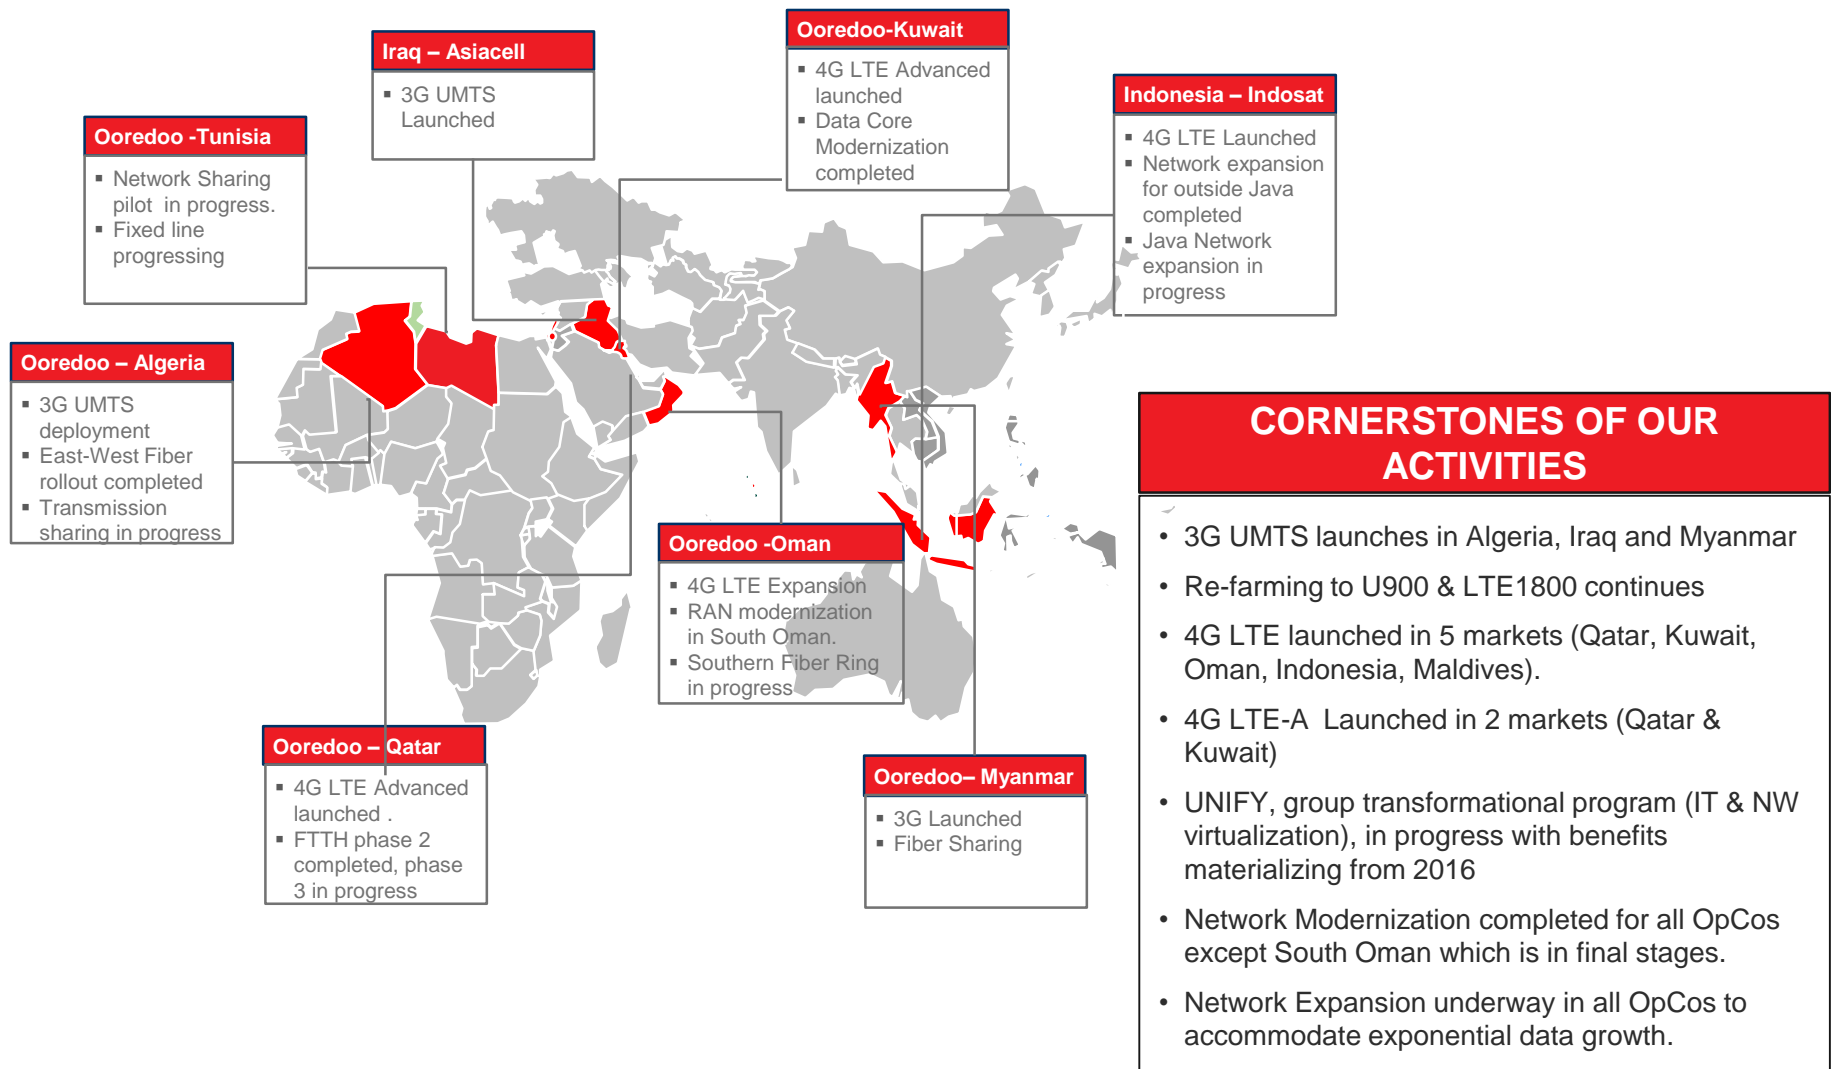 Ooredoo-Kuwait
▪ 4G LTE Advanced
launched
▪ Data Core
Modernization
completed
Iraq – Asiacell
▪ 3G UMTS
Launched
Indonesia – Indosat
▪ 4G LTE Launched
▪ Network expansion
for outside Java
completed
▪ Java Network
expansion in
progress
Ooredoo -Tunisia
▪ Network Sharing
pilot in progress.
▪ Fixed line
progressing
Ooredoo – Algeria
▪ 3G UMTS
deployment
▪ East-West Fiber
rollout completed
▪ Transmission
sharing in progress
Ooredoo -Oman
▪ 4G LTE Expansion
▪ RAN modernization
in South Oman.
▪ Southern Fiber Ring
in progress
Ooredoo – Qatar
▪ 4G LTE Advanced
launched .
▪ FTTH phase 2
completed, phase
3 in progress
Ooredoo– Myanmar
▪ 3G Launched
▪ Fiber Sharing
CORNERSTONES OF OUR
ACTIVITIES
• 3G UMTS launches in Algeria, Iraq and Myanmar
• Re-farming to U900 & LTE1800 continues
• 4G LTE launched in 5 markets (Qatar, Kuwait,
Oman, Indonesia, Maldives).
• 4G LTE-A Launched in 2 markets (Qatar &
Kuwait)
• UNIFY, group transformational program (IT & NW
virtualization), in progress with benefits
materializing from 2016
• Network Modernization completed for all OpCos
except South Oman which is in final stages.
• Network Expansion underway in all OpCos to
accommodate exponential data growth.